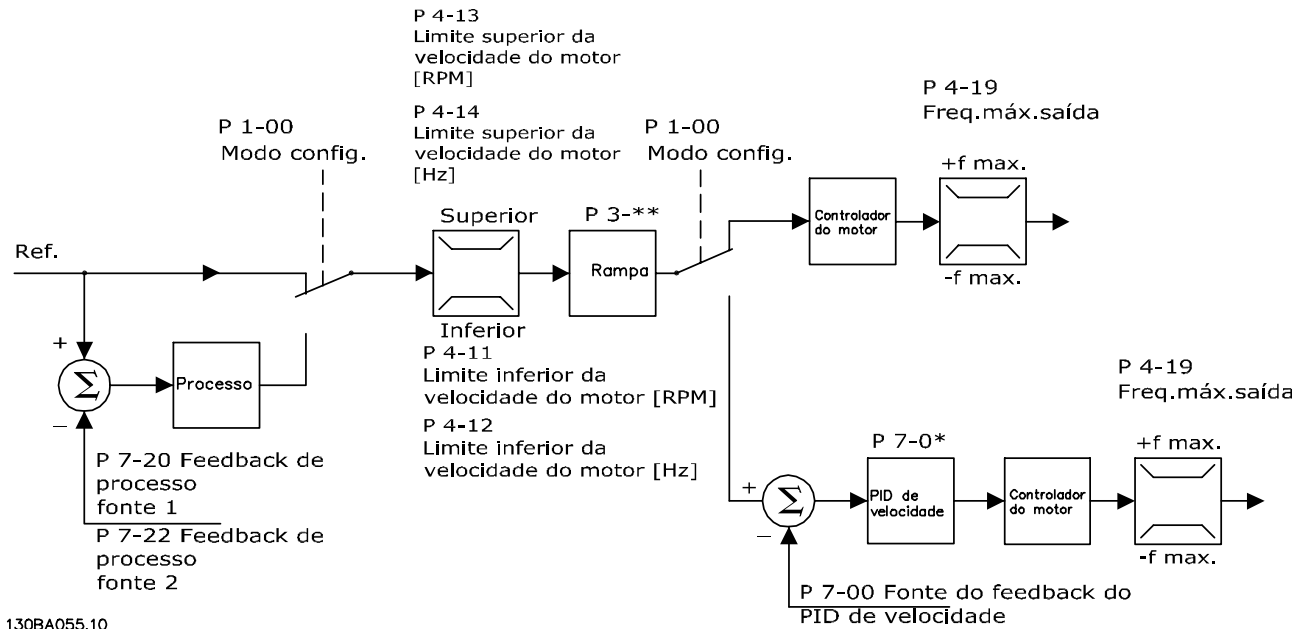 P 4-13
Limite superior da
velocidade do motor
[RPM]
P 4-14
Limite superior da
velocidade do motor
[Hz]
P 1-00
Modo config.
P 1-00
Modo config.
P 4-19
Freq.máx.saída
+f max.
Superior
P 3-**
Controlador
do motor
Ref.
Rampa
-f max.
Inferior
+
Σ
Processo
−
P 4-11
Limite inferior da
velocidade do motor [RPM]
P 4-12
Limite inferior da
velocidade do motor [Hz]
P 4-19
Freq.máx.saída
P 7-20 Feedback de
processo
fonte 1
P 7-22 Feedback de
processo
fonte 2
P 7-0*
+f max.
+
Σ
−
PID de
velocidade
Controlador
do motor
-f max.
P 7-00 Fonte do feedback do
PID de velocidade
130BA055.10